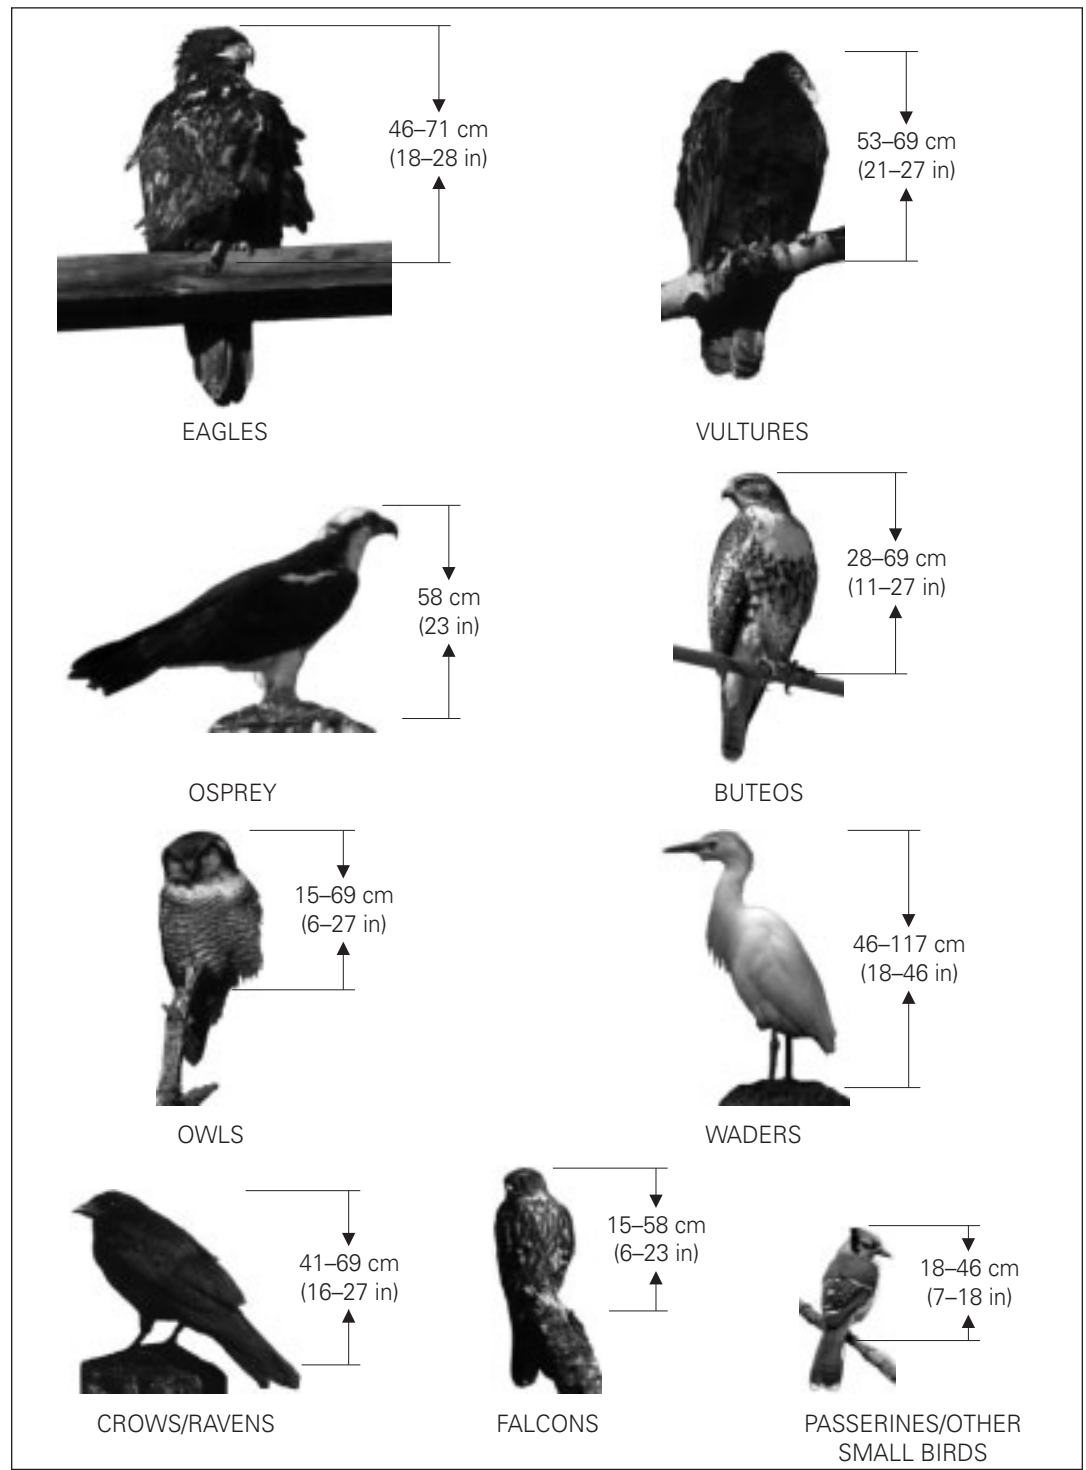 46–71 cm
(18–28 in)
53–69 cm
(21–27 in)
EAGLES
VULTURES
58 cm
(23 in)
28–69 cm
(11–27 in)
OSPREY
BUTEOS
15–69 cm
(6–27 in)
46–117 cm
(18–46 in)
OWLS
WADERS
41–69 cm
(16–27 in)
15–58 cm
(6–23 in)
18–46 cm
(7–18 in)
CROWS/RAVENS
FALCONS
PASSERINES/OTHER
SMALL BIRDS